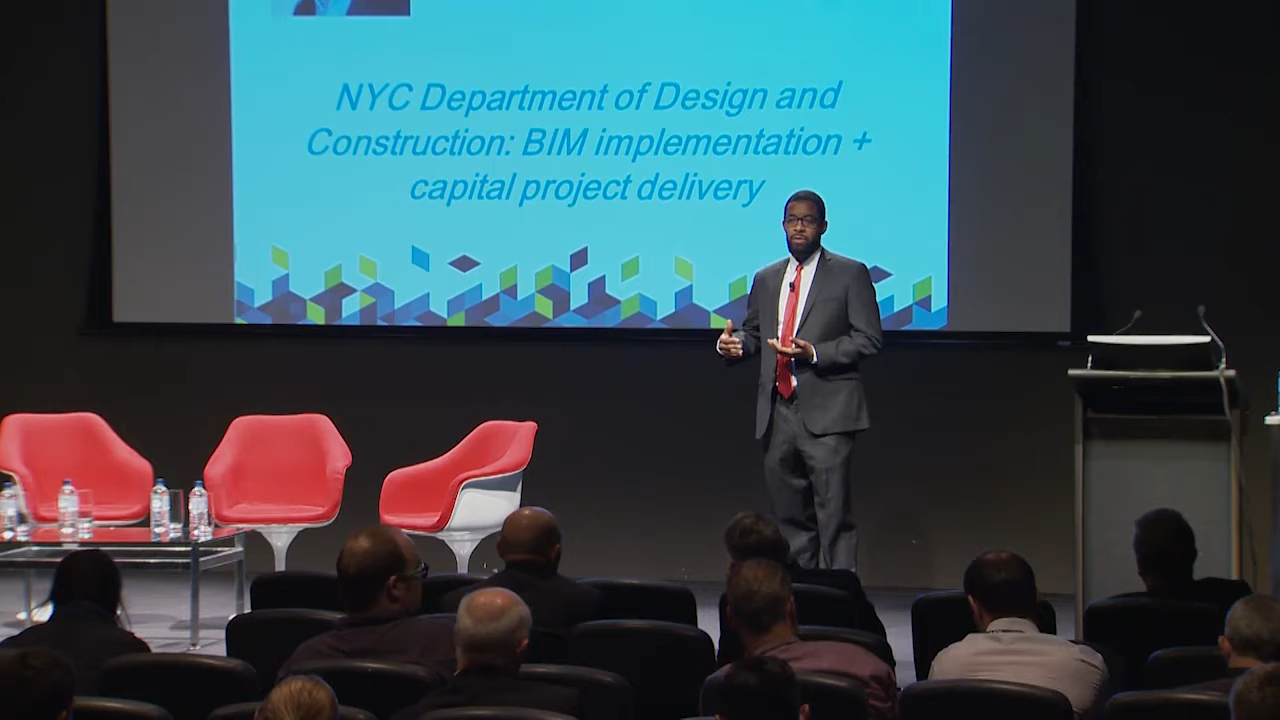 NYC Department of Design and
Construction: BIM implementation +
capital project delivery